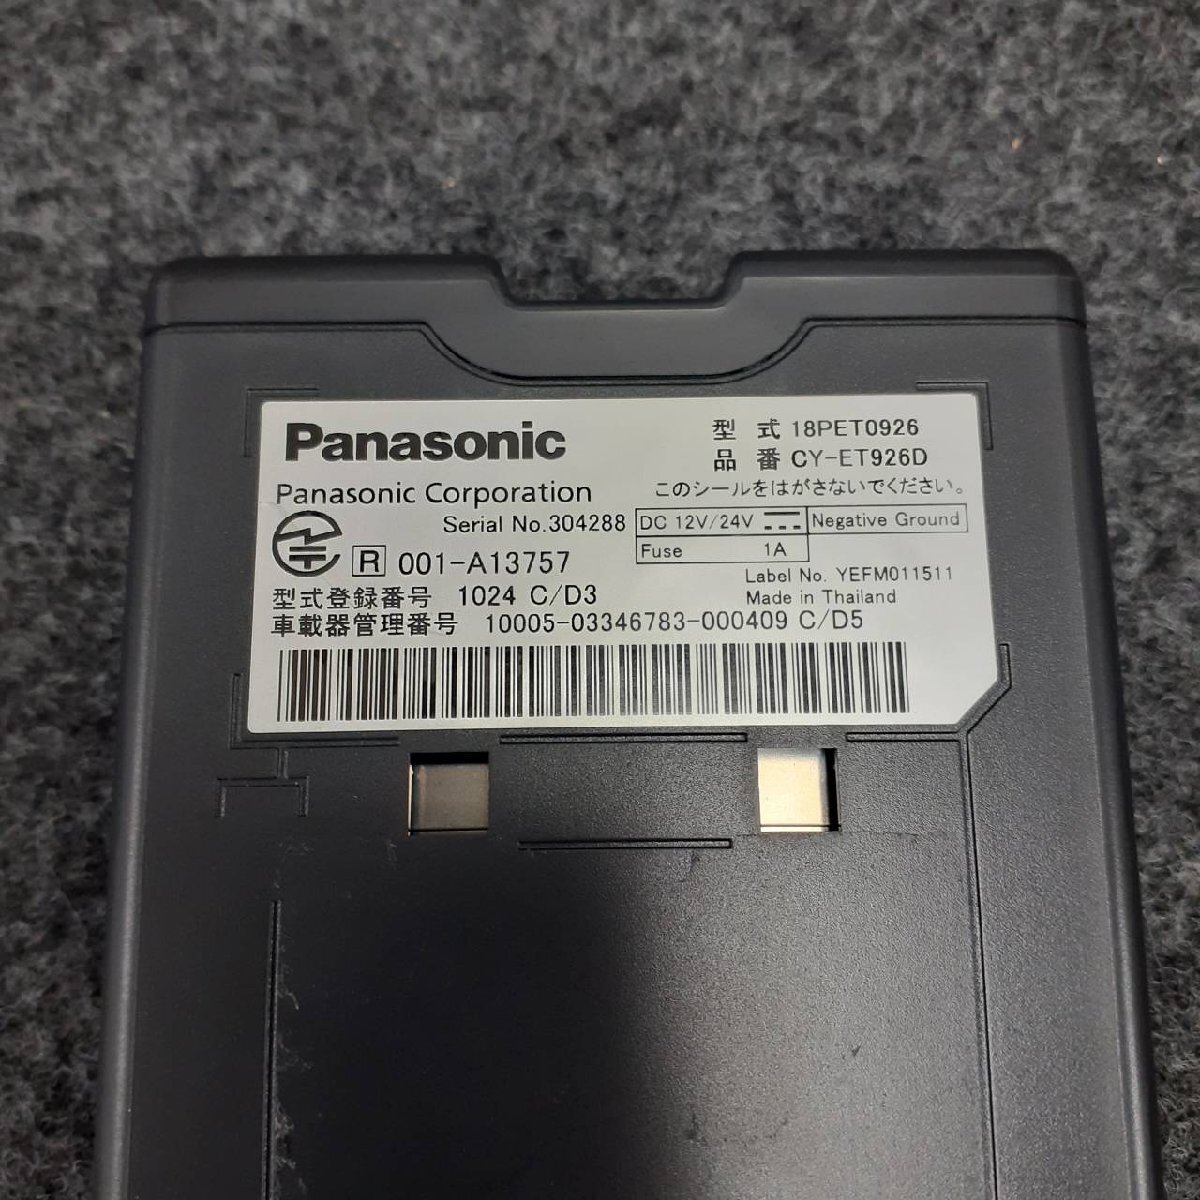 Panasonic
型 式 18PET0926
品 番 CY-ET926D
Panasonic Corporation
このシールをはがさないでください。
Serial No.304288
DC 12V/24V
Negative Ground
Fuse 1A
R 001-A13757
Label No. YEFM011511
型式登録番号 1024 C/D3
Made in Thailand
車載器管理番号 10005-03346783-000409 C/D5